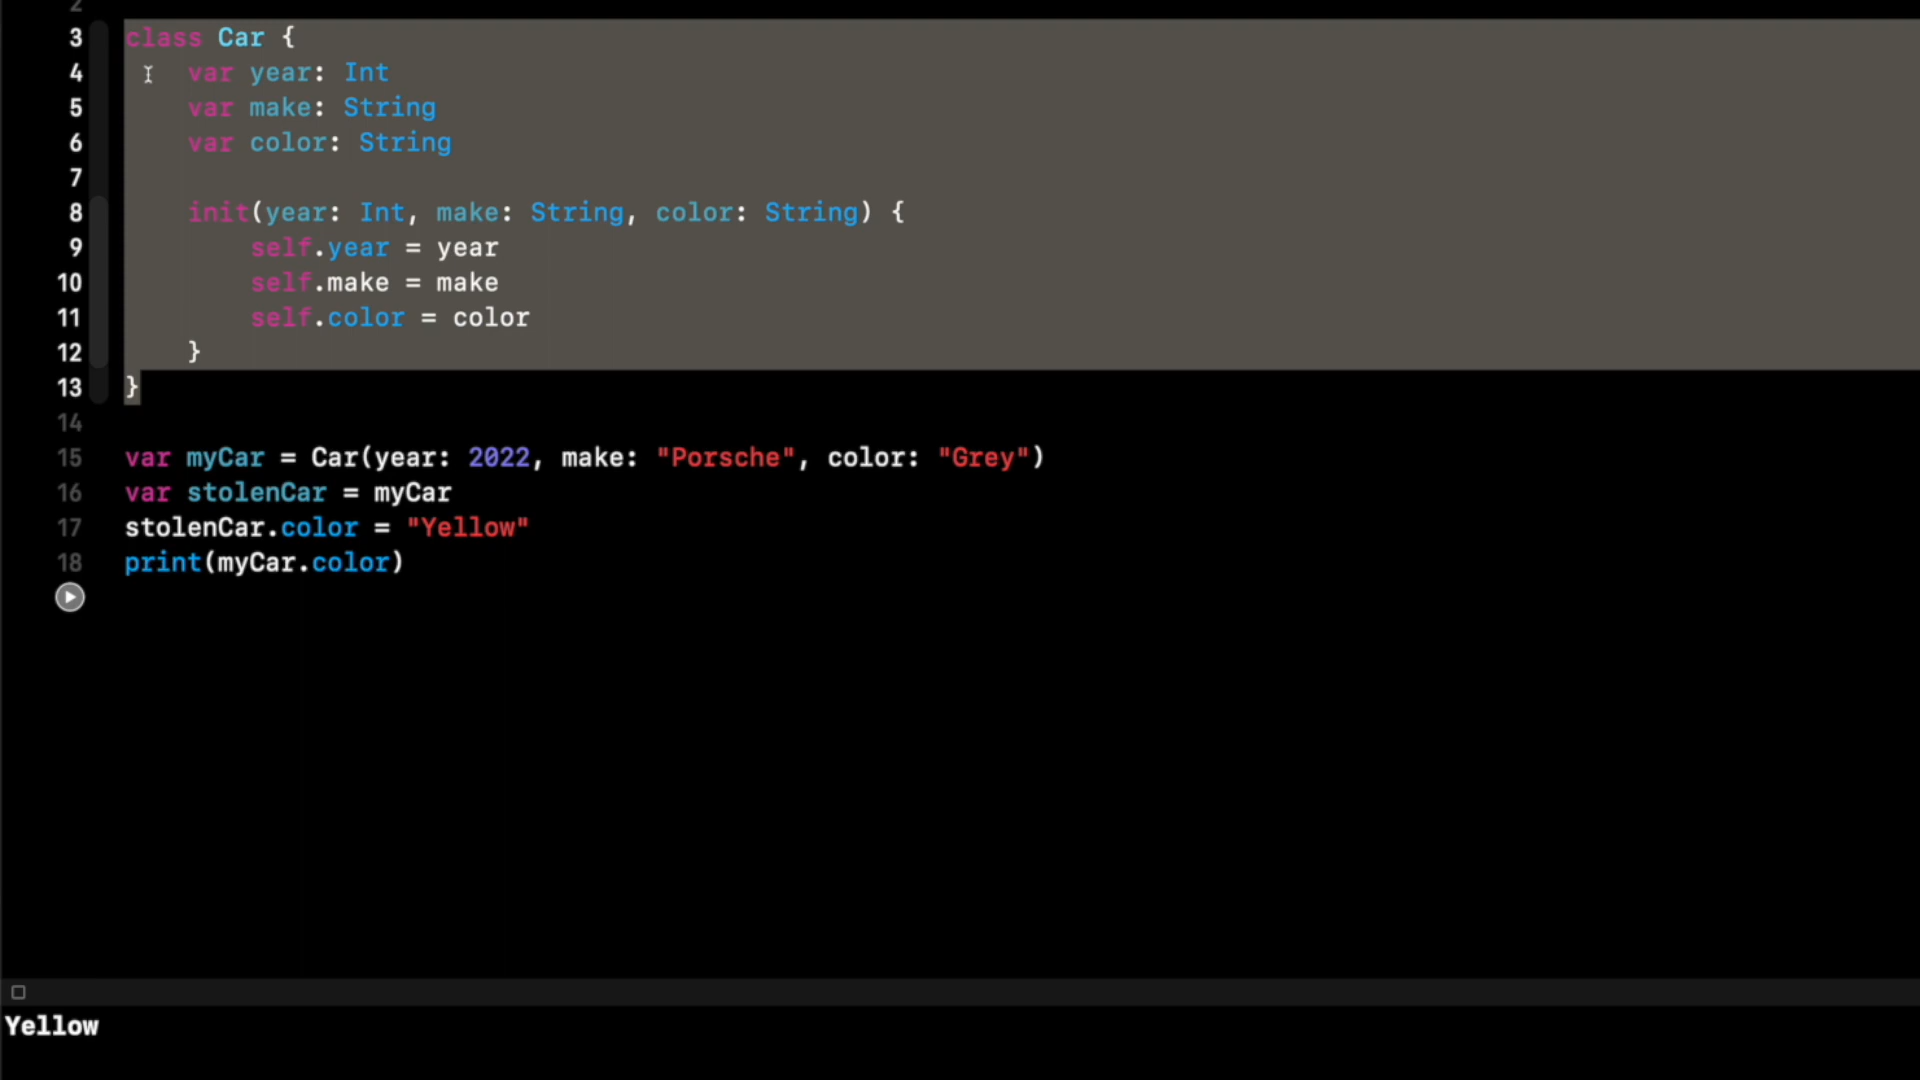 2
3 class Car {
4 var year: Int
5 var make: String
6 var color: String
7
8 init(year: Int, make: String, color: String) {
9 self.year = year
10 self.make = make
11 self.color = color
12 }
13 }
14
15 var myCar = Car(year: 2022, make: "Porsche", color: "Grey")
16 var stolenCar = myCar
17 stolenCar.color = "Yellow"
18 print(myCar.color)
Yellow